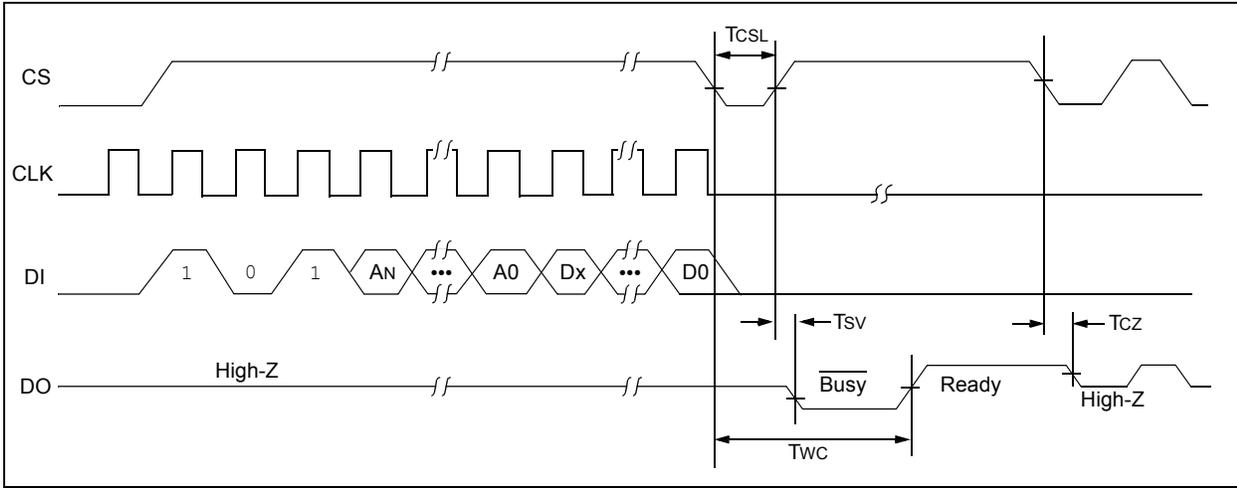 TCSL
CS
CLK
DI 1 0 1 AN ••• A0 Dx ••• D0
TSV TCZ
DO High-Z Busy Ready High-Z
TWC